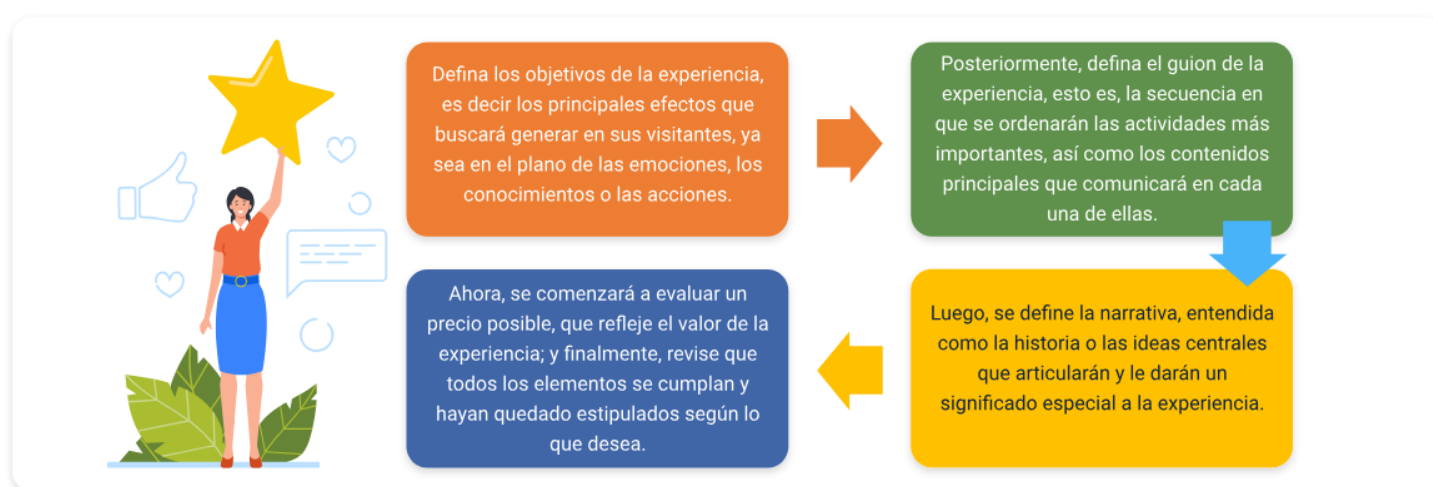 Defina los objetivos de la experiencia,
es decir los principales efectos que
buscará generar en sus visitantes, ya
sea en el plano de las emociones, los
conocimientos o las acciones.
Posteriormente, defina el guion de la
experiencia, esto es, la secuencia en
que se ordenarán las actividades más
importantes, así como los contenidos
principales que comunicará en cada
una de ellas.
Luego, se define la narrativa, entendida
como la historia o las ideas centrales
que articularán y le darán un
significado especial a la experiencia.
Ahora, se comenzará a evaluar un
precio posible, que refleje el valor de la
experiencia; y finalmente, revise que
todos los elementos se cumplan y
hayan quedado estipulados según lo
que desea.